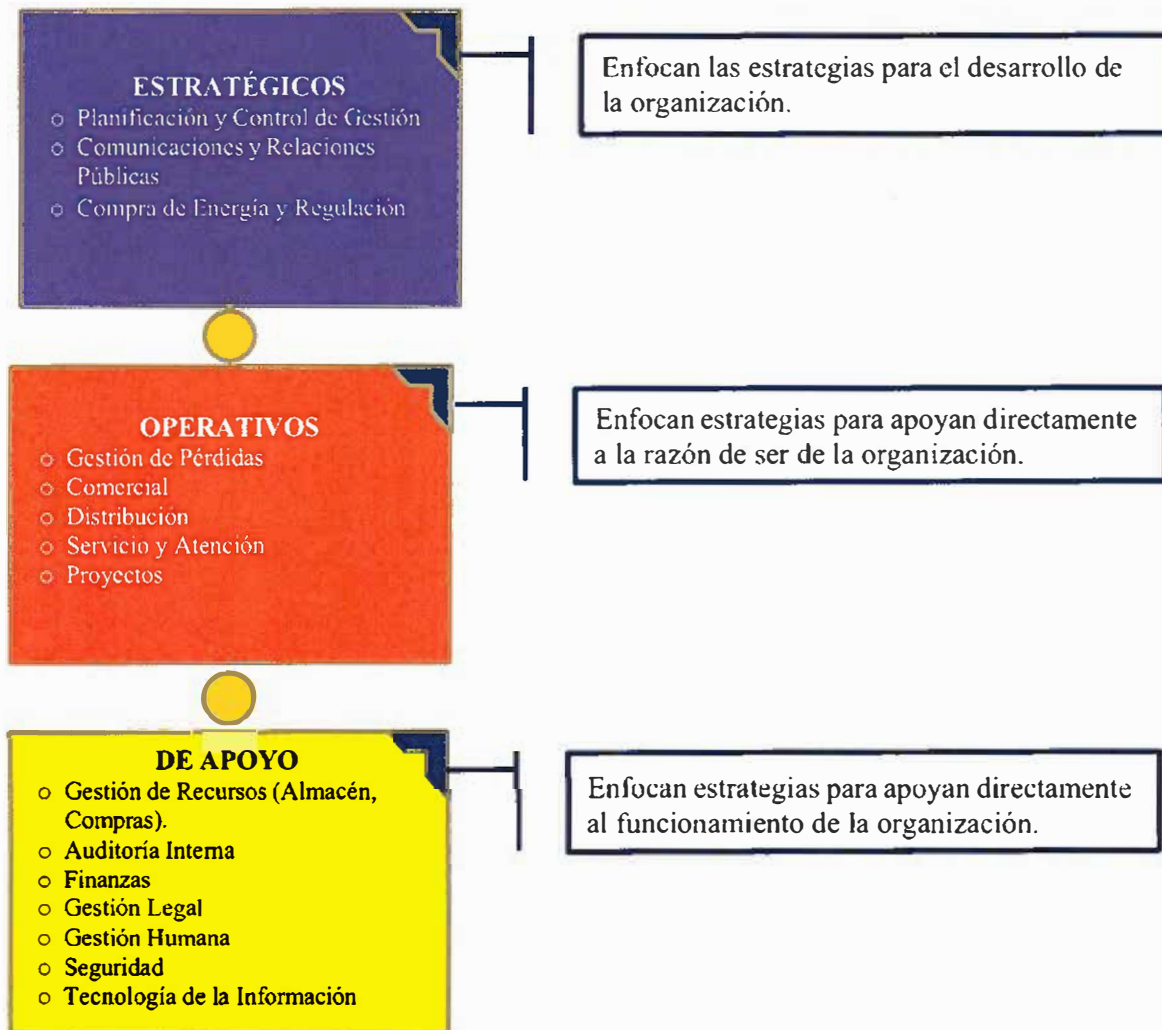 ESTRATÉGICOS
○ Planificación y Control de Gestión
○ Comunicaciones y Relaciones
Públicas
○ Compra de Energía y Regulación
Enfocan las estrategias para el desarrollo de
la organización.
OPERATIVOS
○ Gestión de Pérdidas
○ Comercial
○ Distribución
○ Servicio y Atención
○ Proyectos
Enfocan estrategias para apoyan directamente
a la razón de ser de la organización.
DE APOYO
○ Gestión de Recursos (Almacén,
Compras).
○ Auditoría Interna
○ Finanzas
○ Gestión Legal
○ Gestión Humana
○ Seguridad
○ Tecnología de la Información
Enfocan estrategias para apoyan directamente
al funcionamiento de la organización.